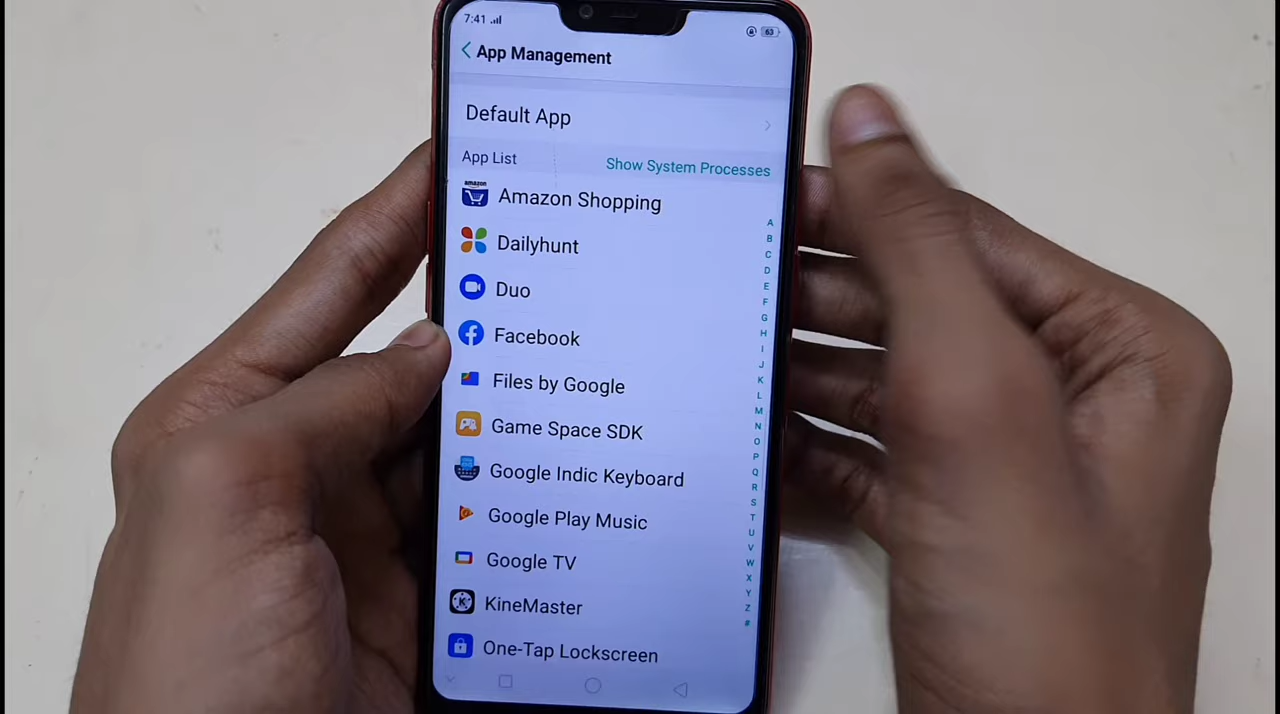 7:41
63
App Management
Default App
App List
Show System Processes
amazon
Amazon Shopping
Dailyhunt
Duo
Facebook
Files by Google
Game Space SDK
Google Indic Keyboard
Google Play Music
Google TV
KineMaster
One-Tap Lockscreen
A
B
C
D
E
F
G
H
I
J
K
L
M
N
O
P
Q
R
S
T
U
V
W
X
Y
Z
#